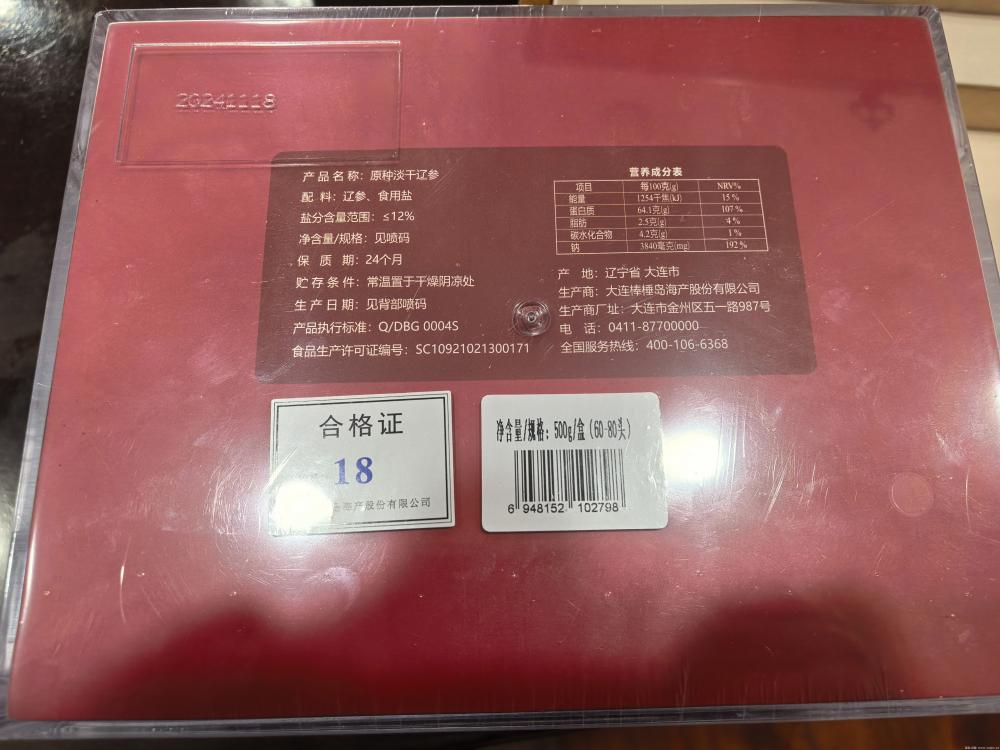 20241118
产品名称：原种淡干辽参
配 料：辽参、食用盐
盐分含量范围：≤12%
净含量/规格：见喷码
保 质 期：24个月
贮存条件：常温置于干燥阴凉处
生产日期：见背部喷码
产品执行标准：Q/DBG 0004S
食品生产许可证编号：SC10921021300171
营养成分表
项目 每100克(g) NRV%
能量 1254千焦(kJ) 15%
蛋白质 64.1克(g) 107%
脂肪 2.5克(g) 4%
碳水化合物 4.2克(g) 1%
钠 3840毫克(mg) 192%
产 地：辽宁省 大连市
生产商：大连棒棰岛海产股份有限公司
生产商厂址：大连市金州区五一路987号
电 话：0411-87700000
全国服务热线：400-106-6368
合格证
18
海产股份有限公司
净含量/规格：500g/盒（60-80头）
6 948152 102798